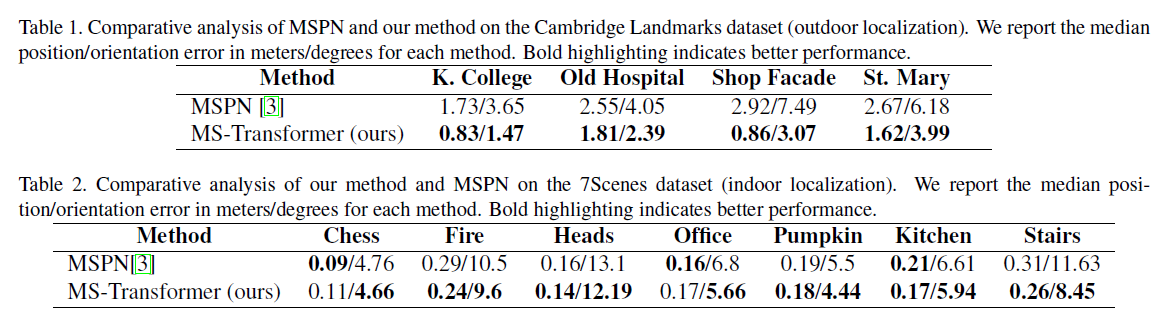 Table 1. Comparative analysis of MSPN and our method on the Cambridge Landmarks dataset (outdoor localization). We report the median
position/orientation error in meters/degrees for each method. Bold highlighting indicates better performance.
Method K. College Old Hospital Shop Facade St. Mary
MSPN [3] 1.73/3.65 2.55/4.05 2.92/7.49 2.67/6.18
MS-Transformer (ours) 0.83/1.47 1.81/2.39 0.86/3.07 1.62/3.99
Table 2. Comparative analysis of our method and MSPN on the 7Scenes dataset (indoor localization). We report the median posi-
tion/orientation error in meters/degrees for each method. Bold highlighting indicates better performance.
Method Chess Fire Heads Office Pumpkin Kitchen Stairs
MSPN[3] 0.09/4.76 0.29/10.5 0.16/13.1 0.16/6.8 0.19/5.5 0.21/6.61 0.31/11.63
MS-Transformer (ours) 0.11/4.66 0.24/9.6 0.14/12.19 0.17/5.66 0.18/4.44 0.17/5.94 0.26/8.45